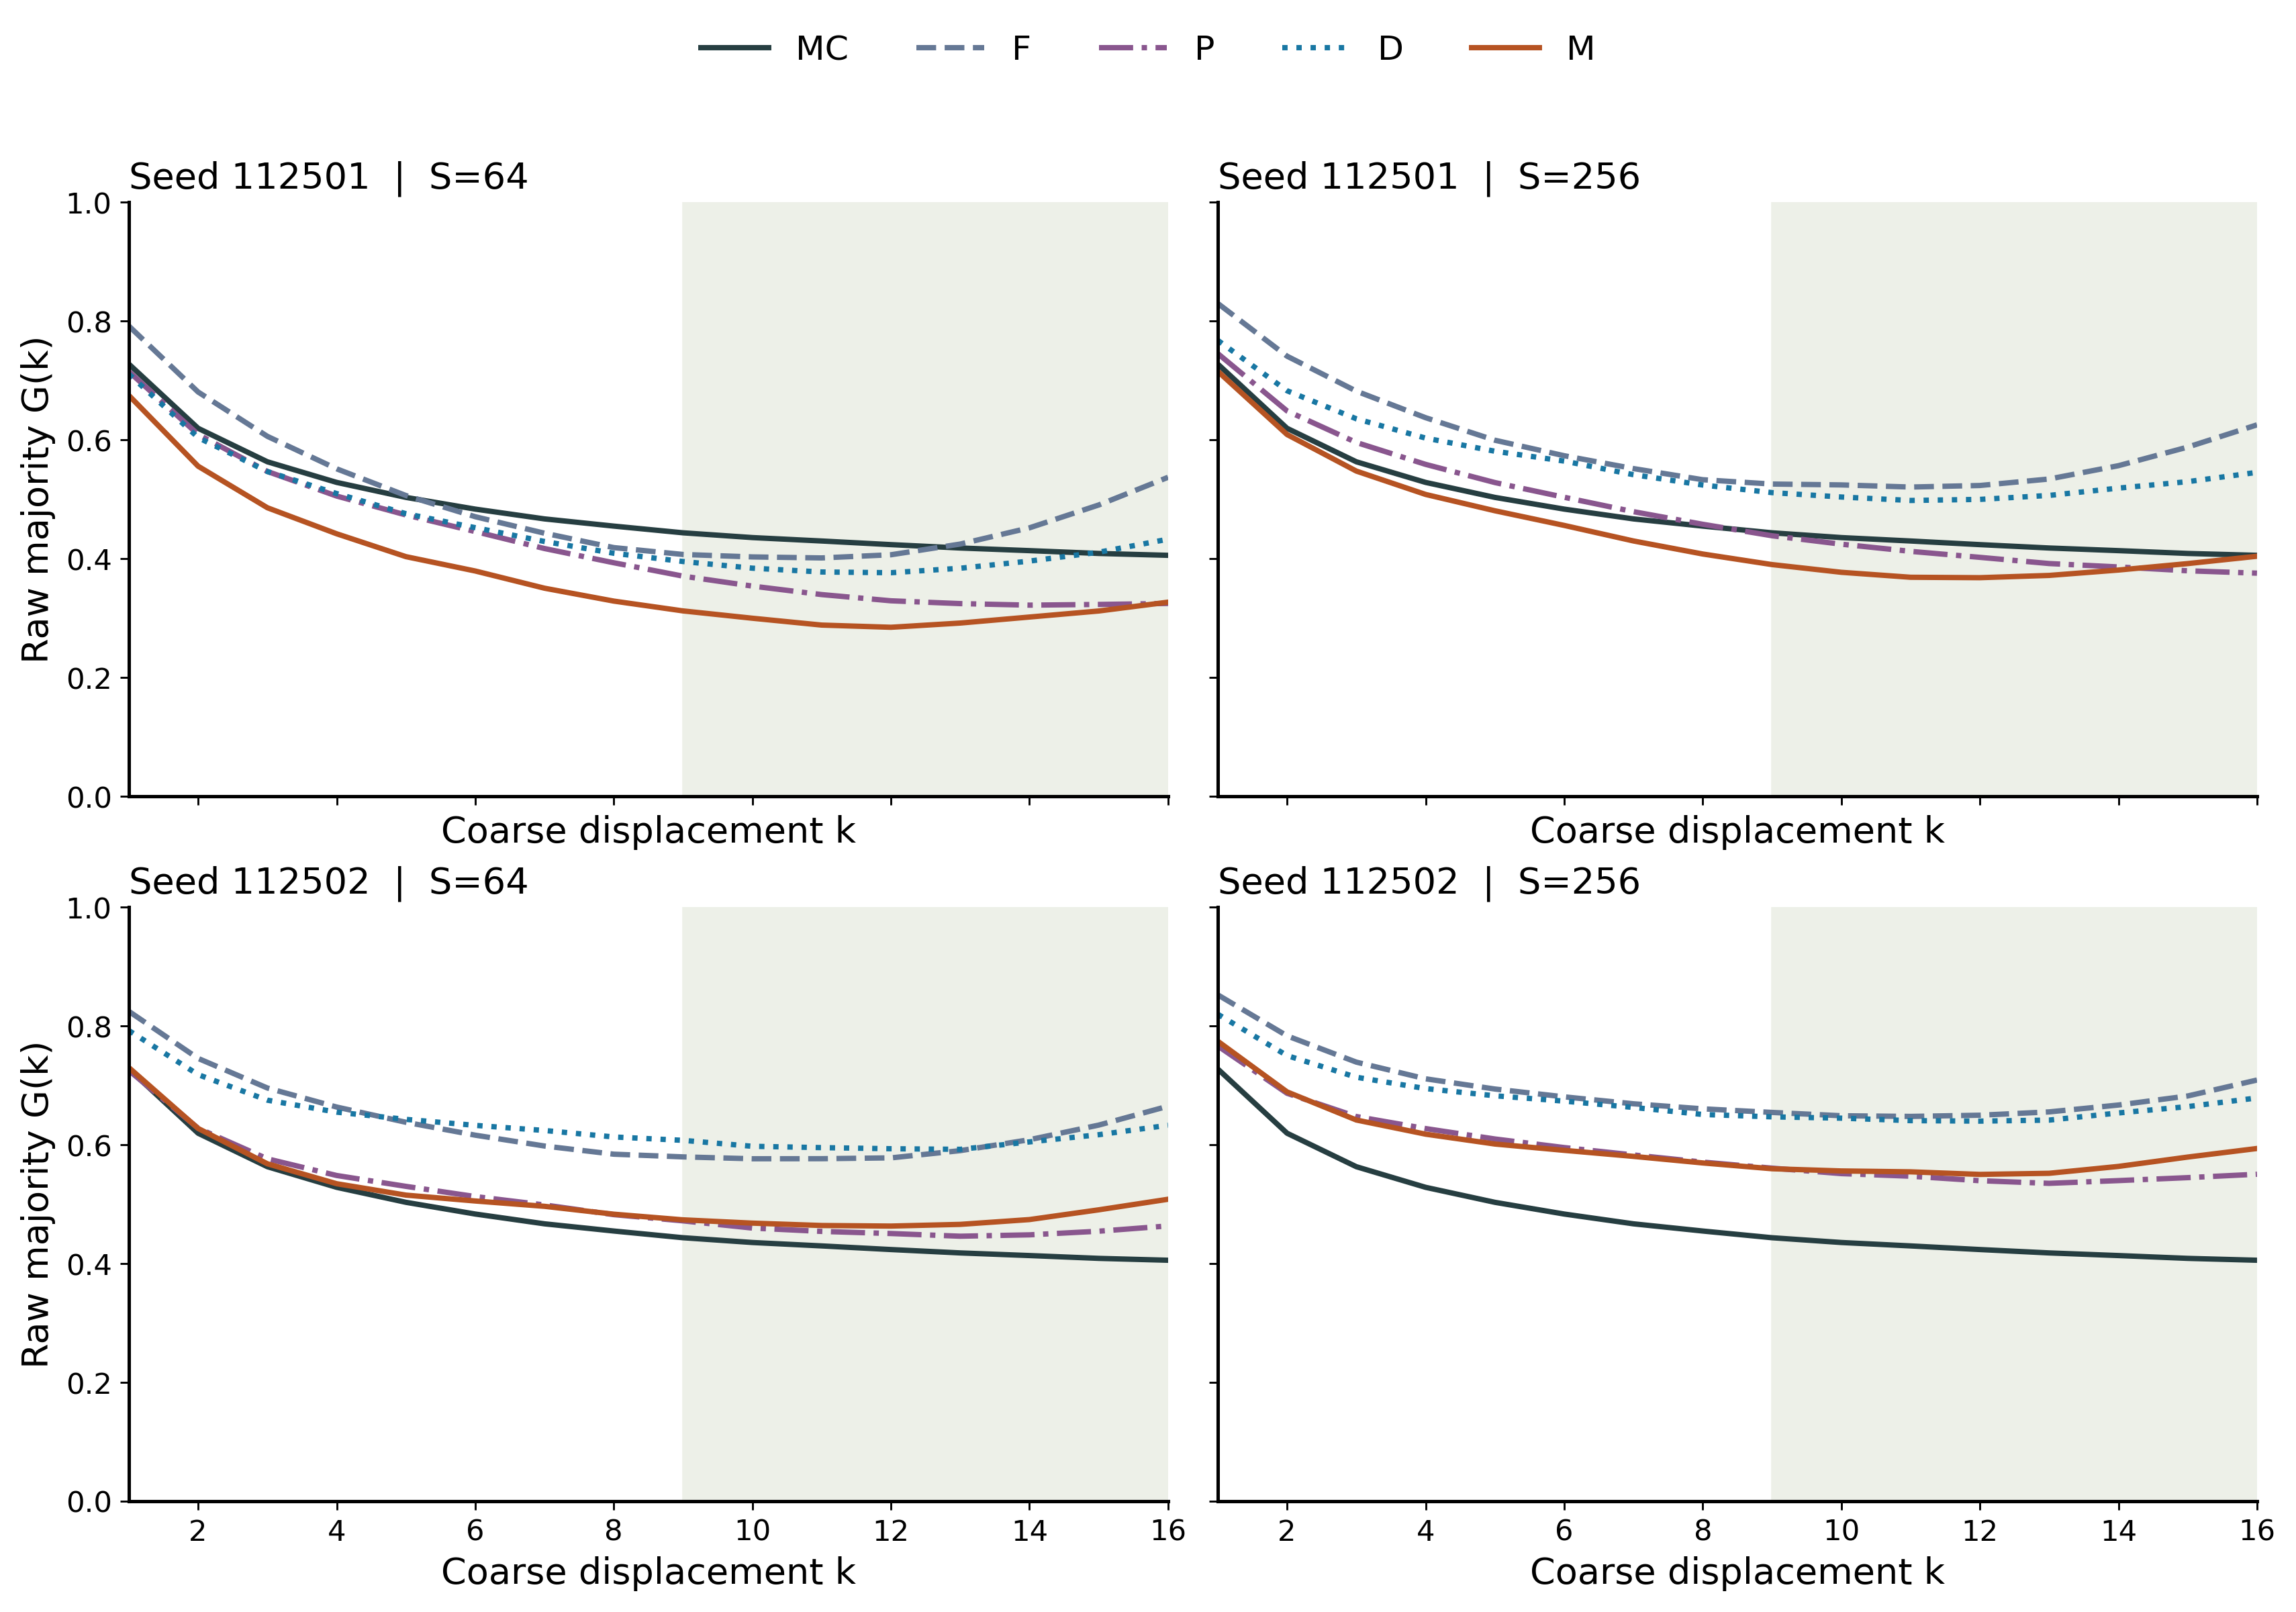 MC F P D M
Seed 112501 | S=64
Seed 112501 | S=256
1.0
0.8
0.6
0.4
0.2
0.0
Raw majority G(k)
Coarse displacement k
Coarse displacement k
Seed 112502 | S=64
Seed 112502 | S=256
1.0
0.8
0.6
0.4
0.2
0.0
Raw majority G(k)
2 4 6 8 10 12 14 16
2 4 6 8 10 12 14 16
Coarse displacement k
Coarse displacement k